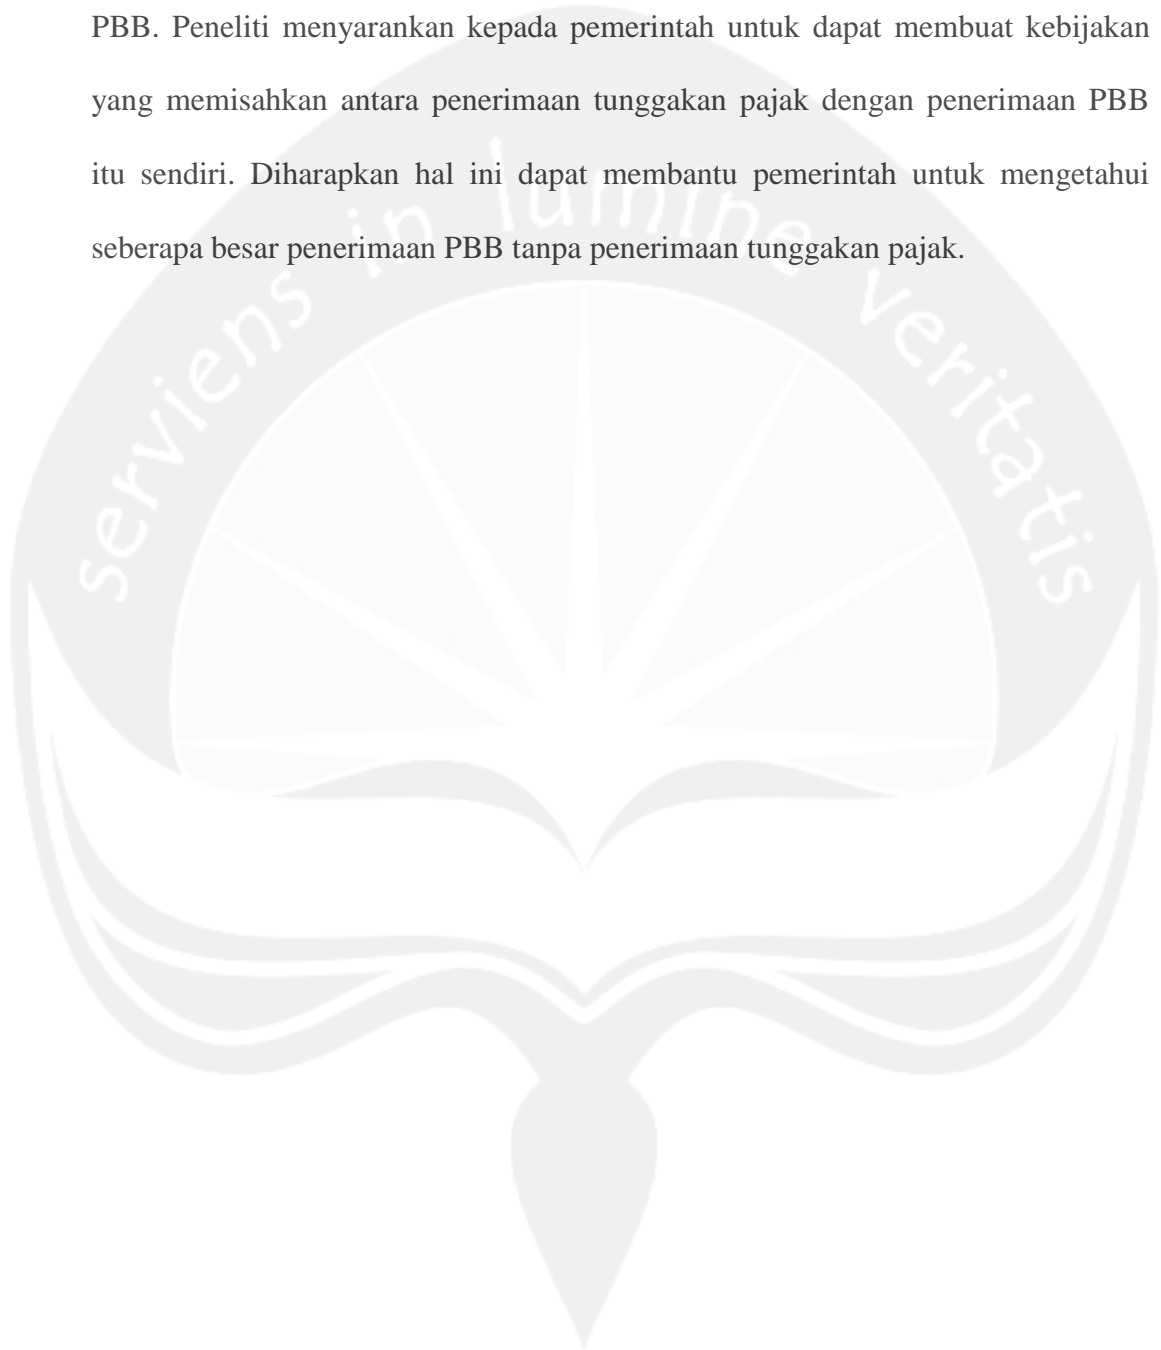 PBB. Peneliti menyarankan kepada pemerintah untuk dapat membuat kebijakan
yang memisahkan antara penerimaan tunggakan pajak dengan penerimaan PBB
itu sendiri. Diharapkan hal ini dapat membantu pemerintah untuk mengetahui
seberapa besar penerimaan PBB tanpa penerimaan tunggakan pajak.
serviens in lumine veritatis